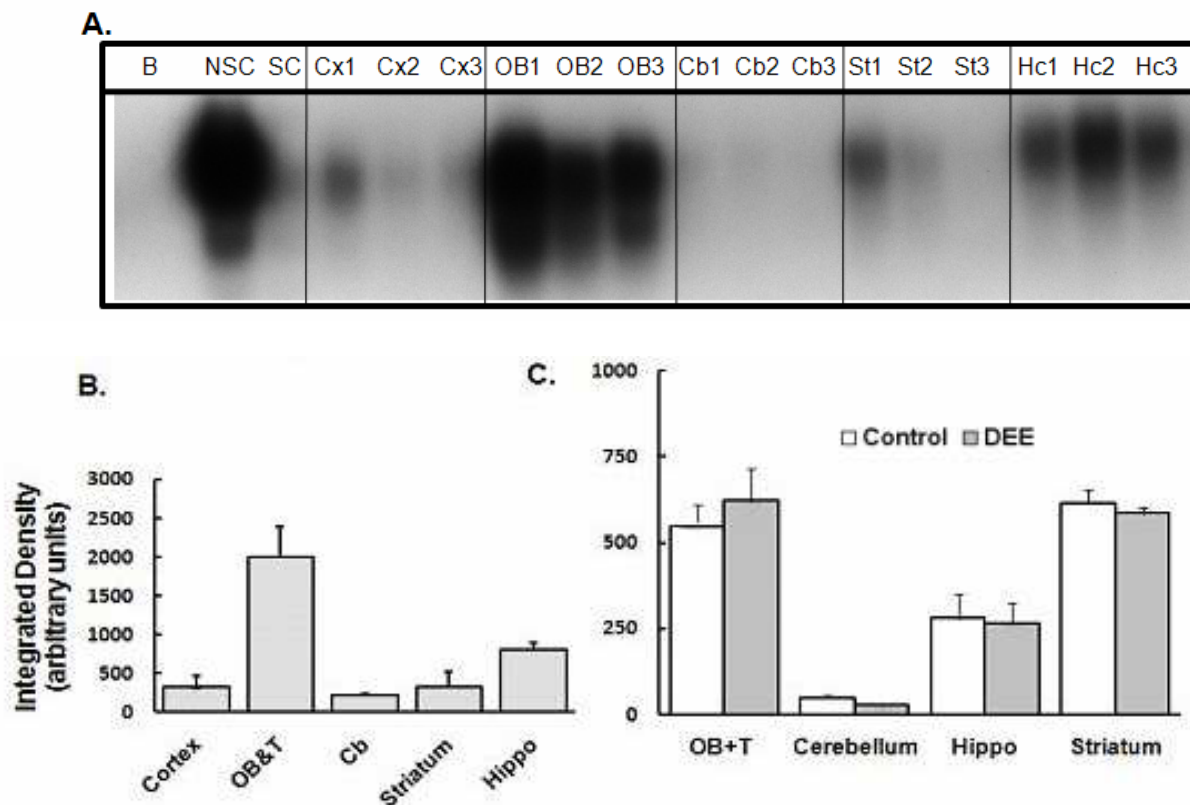 A.
B NSC SC Cx1 Cx2 Cx3 OB1 OB2 OB3 Cb1 Cb2 Cb3 St1 St2 St3 Hc1 Hc2 Hc3
B.
Integrated Density
(arbitrary units)
3000
2500
2000
1500
1000
500
0
Cortex OB&T Cb Striatum Hippo
C.
1000
750
500
250
0
Control DEE
OB+T Cerebellum Hippo Striatum